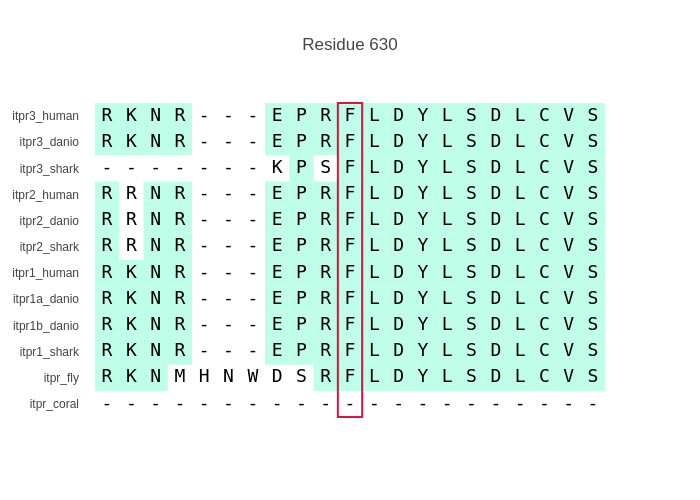 Residue 630
itpr3_human R K N R - - - E P R F L D Y L S D L C V S
itpr3_danio R K N R - - - E P R F L D Y L S D L C V S
itpr3_shark - - - - - - - K P S F L D Y L S D L C V S
itpr2_human R R N R - - - E P R F L D Y L S D L C V S
itpr2_danio R R N R - - - E P R F L D Y L S D L C V S
itpr2_shark R R N R - - - E P R F L D Y L S D L C V S
itpr1_human R K N R - - - E P R F L D Y L S D L C V S
itpr1a_danio R K N R - - - E P R F L D Y L S D L C V S
itpr1b_danio R K N R - - - E P R F L D Y L S D L C V S
itpr1_shark R K N R - - - E P R F L D Y L S D L C V S
itpr_fly R K N M H N W D S R F L D Y L S D L C V S
itpr_coral - - - - - - - - - - - - - - - - - - - - -